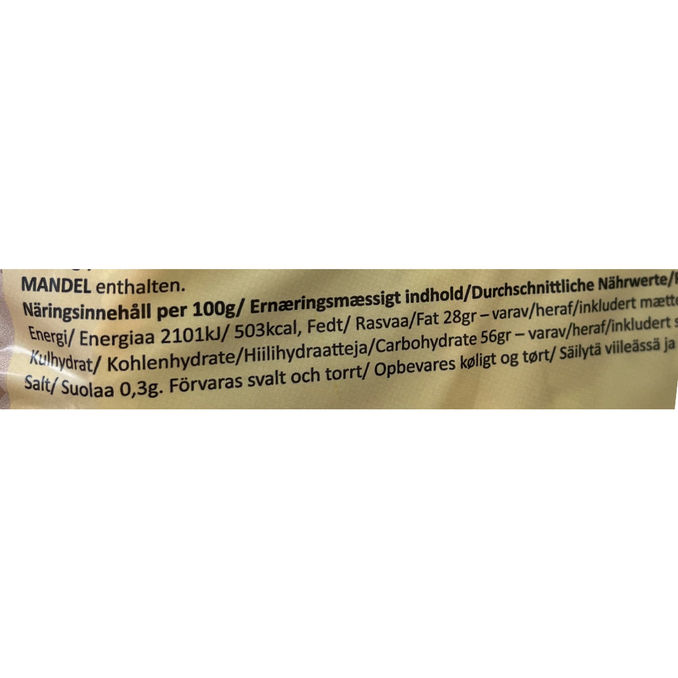 MANDEL enthalten.
Näringsinnehåll per 100g/ Ernæringsmæssigt indhold/Durchschnittliche Nährwerte/
Energi/ Energiaa 2101kJ/ 503kcal, Fedt/ Rasvaa/Fat 28gr – varav/heraf/inkludert mætte
Kulhydrat/ Kohlenhydrate/Hiilihydraatteja/Carbohydrate 56gr – varav/heraf/inkludert s
Salt/ Suolaa 0,3g. Förvaras svalt och torrt/ Opbevares køligt og tørt/ Säilytä viileässä ja